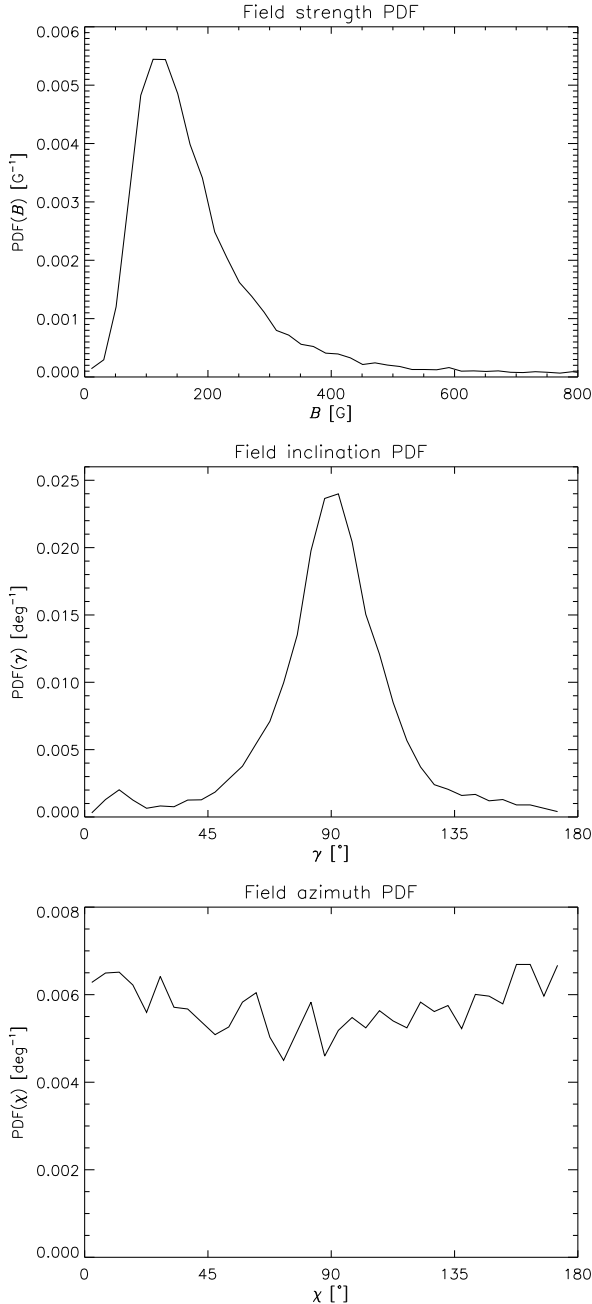 Field strength PDF
0.006
0.005
0.004
0.003
0.002
0.001
0.000
PDF(B) [G⁻¹]
0 200 400 600 800
B [G]
Field inclination PDF
0.025
0.020
0.015
0.010
0.005
0.000
PDF(γ) [deg⁻¹]
0 45 90 135 180
γ [°]
Field azimuth PDF
0.008
0.006
0.004
0.002
0.000
PDF(χ) [deg⁻¹]
0 45 90 135 180
χ [°]